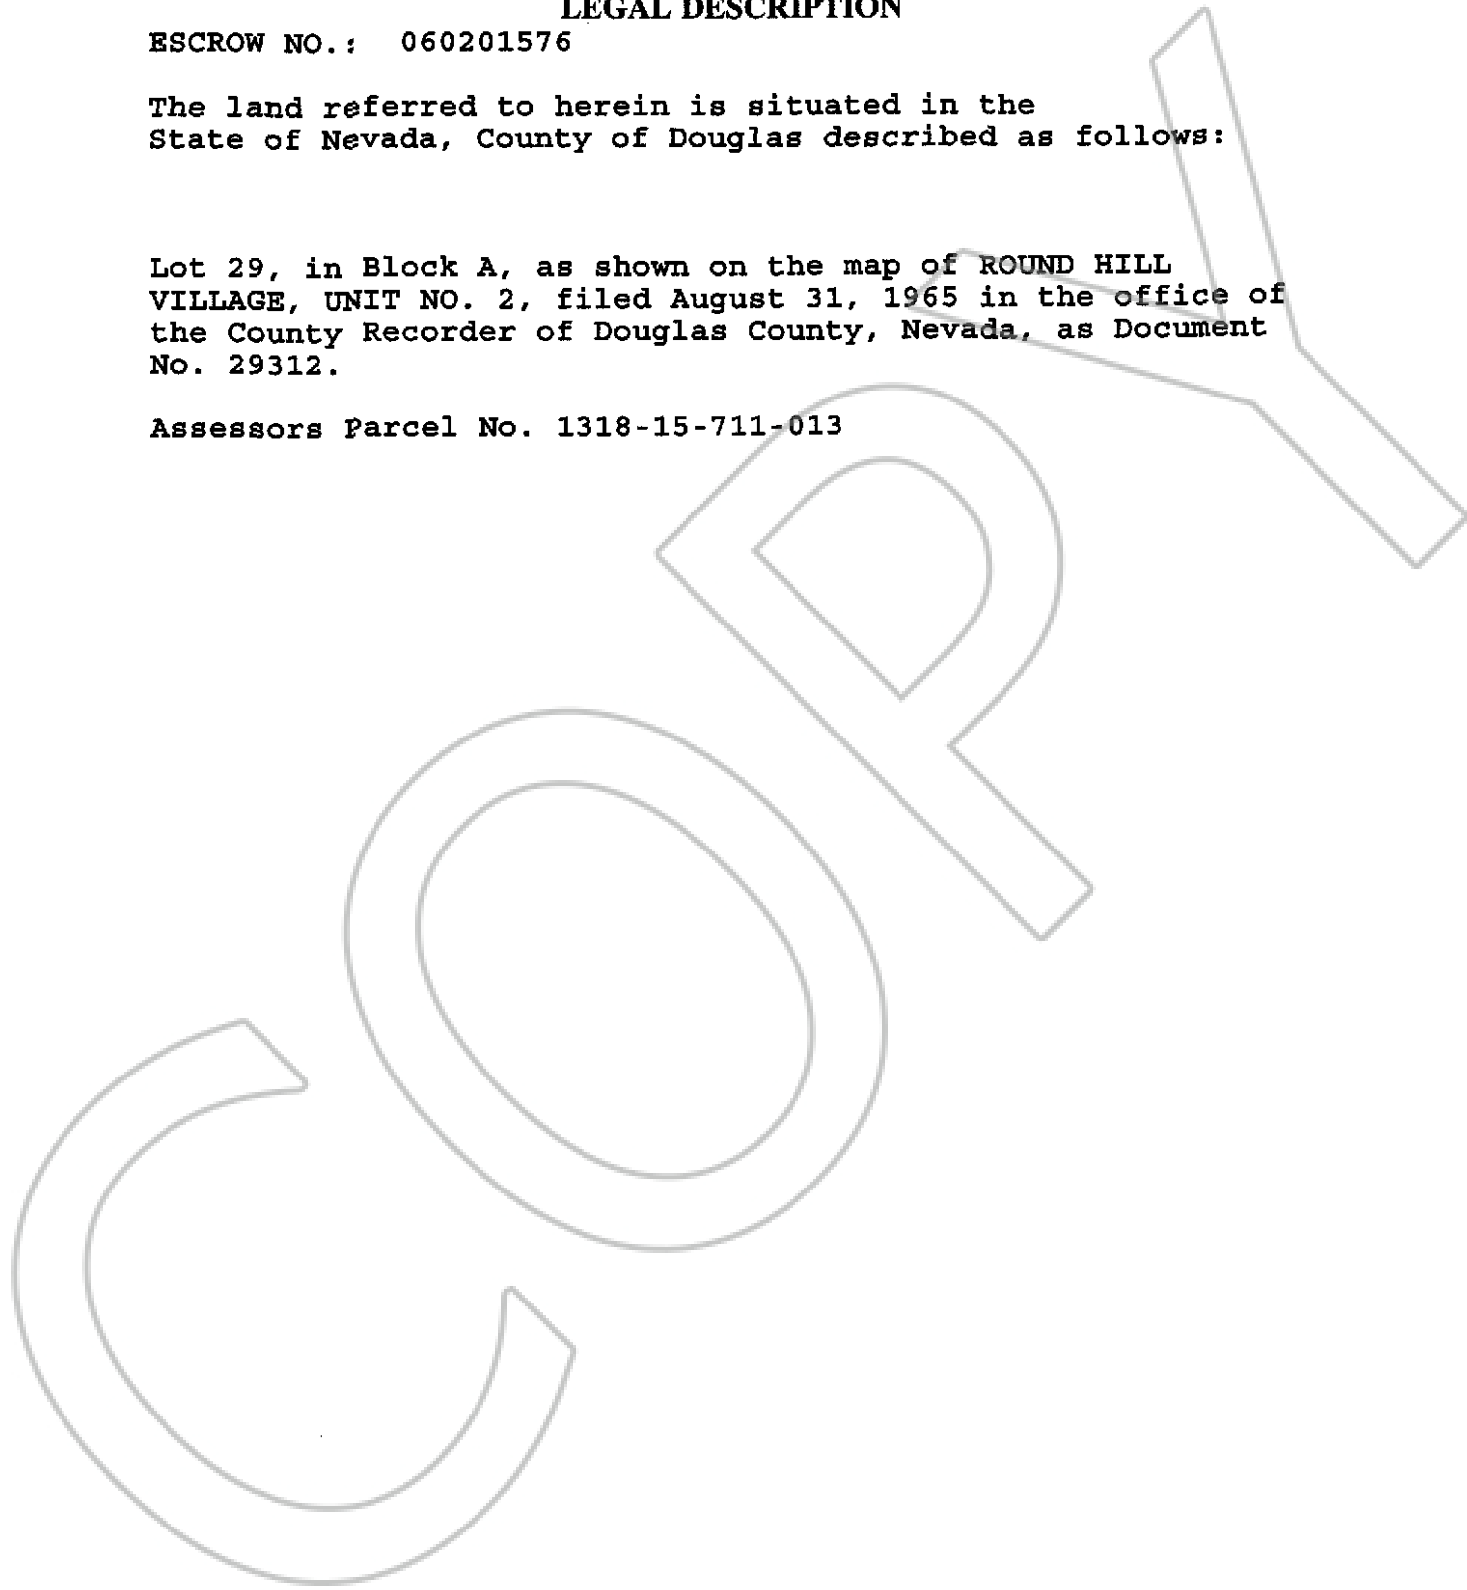 LEGAL DESCRIPTION
ESCROW NO.: 060201576
The land referred to herein is situated in the
State of Nevada, County of Douglas described as follows:
Lot 29, in Block A, as shown on the map of ROUND HILL
VILLAGE, UNIT NO. 2, filed August 31, 1965 in the office of
the County Recorder of Douglas County, Nevada, as Document
No. 29312.
Assessors Parcel No. 1318-15-711-013
COPY